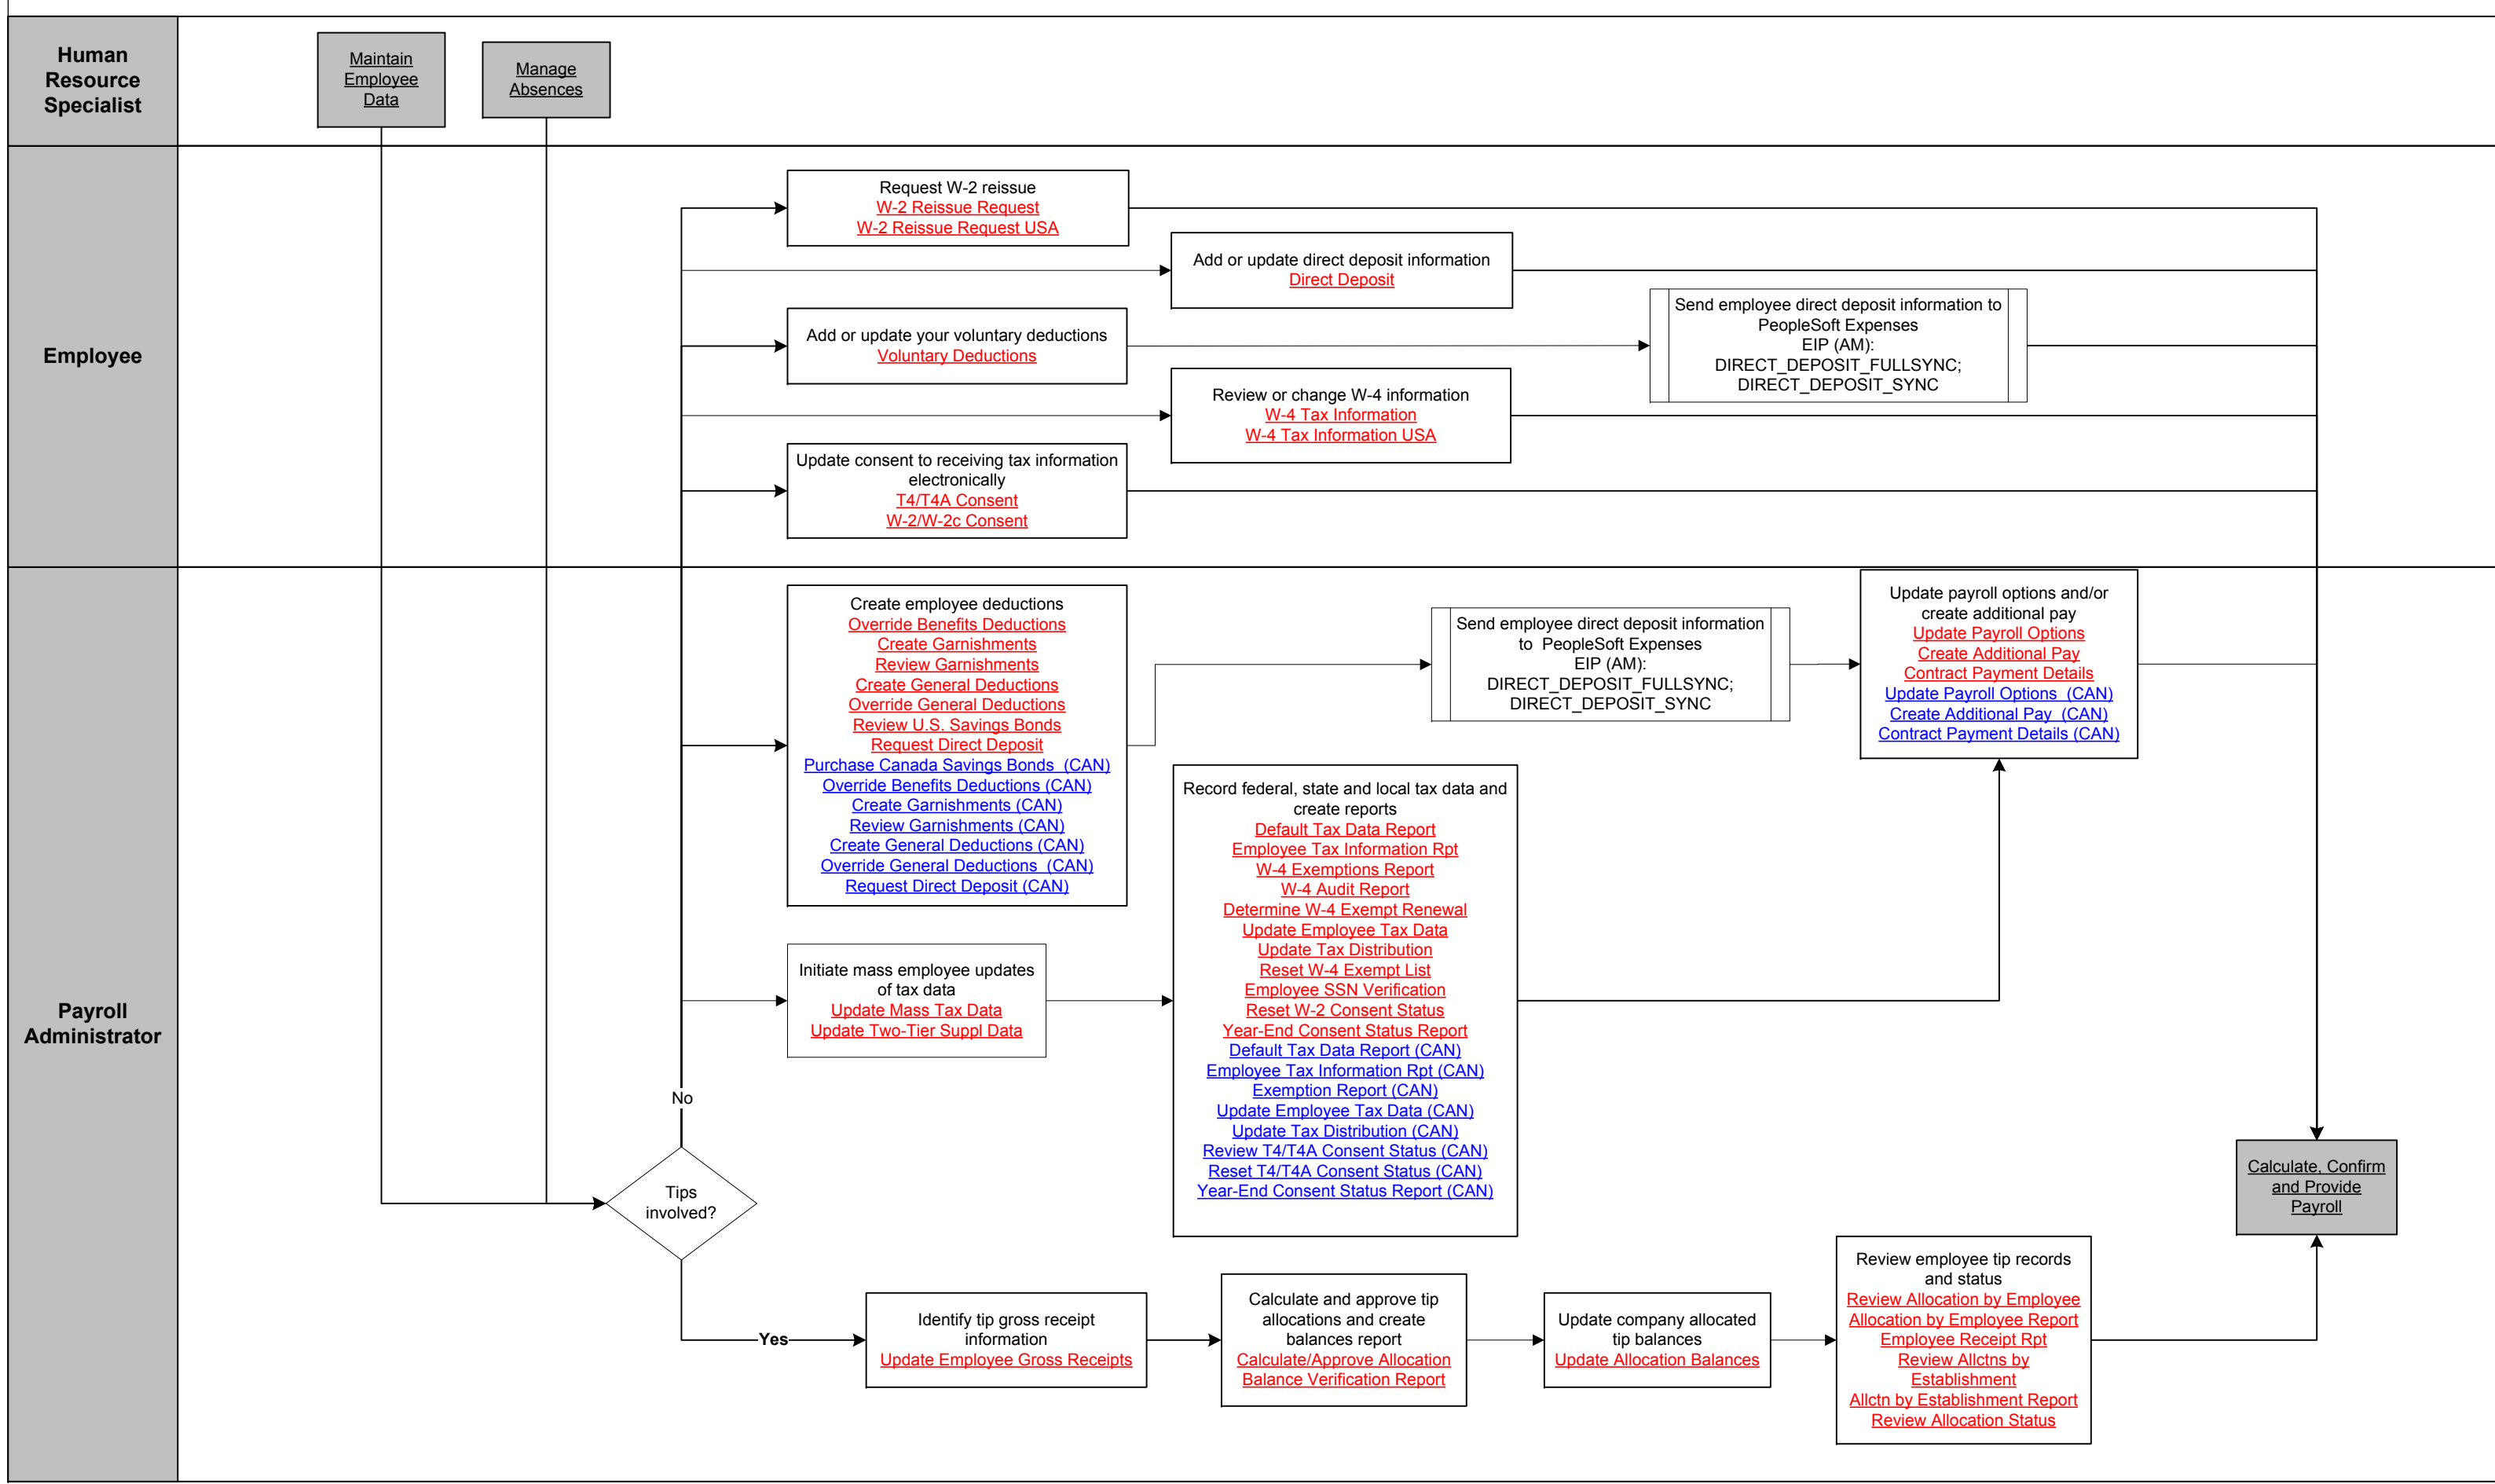 Human
Resource
Specialist
Maintain
Employee
Data
Manage
Absences
Employee
Request W-2 reissue
W-2 Reissue Request
W-2 Reissue Request USA
Add or update direct deposit information
Direct Deposit
Add or update your voluntary deductions
Voluntary Deductions
Send employee direct deposit information to
PeopleSoft Expenses
EIP (AM):
DIRECT_DEPOSIT_FULLSYNC;
DIRECT_DEPOSIT_SYNC
Review or change W-4 information
W-4 Tax Information
W-4 Tax Information USA
Update consent to receiving tax information
electronically
T4/T4A Consent
W-2/W-2c Consent
Payroll
Administrator
Create employee deductions
Override Benefits Deductions
Create Garnishments
Review Garnishments
Create General Deductions
Override General Deductions
Review U.S. Savings Bonds
Request Direct Deposit
Purchase Canada Savings Bonds  (CAN)
Override Benefits Deductions (CAN)
Create Garnishments (CAN)
Review Garnishments (CAN)
Create General Deductions (CAN)
Override General Deductions  (CAN)
Request Direct Deposit (CAN)
Send employee direct deposit information
to  PeopleSoft Expenses
EIP (AM):
DIRECT_DEPOSIT_FULLSYNC;
DIRECT_DEPOSIT_SYNC
Update payroll options and/or
create additional pay
Update Payroll Options
Create Additional Pay
Contract Payment Details
Update Payroll Options  (CAN)
Create Additional Pay  (CAN)
Contract Payment Details (CAN)
Initiate mass employee updates
of tax data
Update Mass Tax Data
Update Two-Tier Suppl Data
Record federal, state and local tax data and
create reports
Default Tax Data Report
Employee Tax Information Rpt
W-4 Exemptions Report
W-4 Audit Report
Determine W-4 Exempt Renewal
Update Employee Tax Data
Update Tax Distribution
Reset W-4 Exempt List
Employee SSN Verification
Reset W-2 Consent Status
Year-End Consent Status Report
Default Tax Data Report (CAN)
Employee Tax Information Rpt (CAN)
Exemption Report (CAN)
Update Employee Tax Data (CAN)
Update Tax Distribution (CAN)
Review T4/T4A Consent Status (CAN)
Reset T4/T4A Consent Status (CAN)
Year-End Consent Status Report (CAN)
No
Tips
involved?
Calculate, Confirm
and Provide
Payroll
Yes
Identify tip gross receipt
information
Update Employee Gross Receipts
Calculate and approve tip
allocations and create
balances report
Calculate/Approve Allocation
Balance Verification Report
Update company allocated
tip balances
Update Allocation Balances
Review employee tip records
and status
Review Allocation by Employee
Allocation by Employee Report
Employee Receipt Rpt
Review Allctns by
Establishment
Allctn by Establishment Report
Review Allocation Status